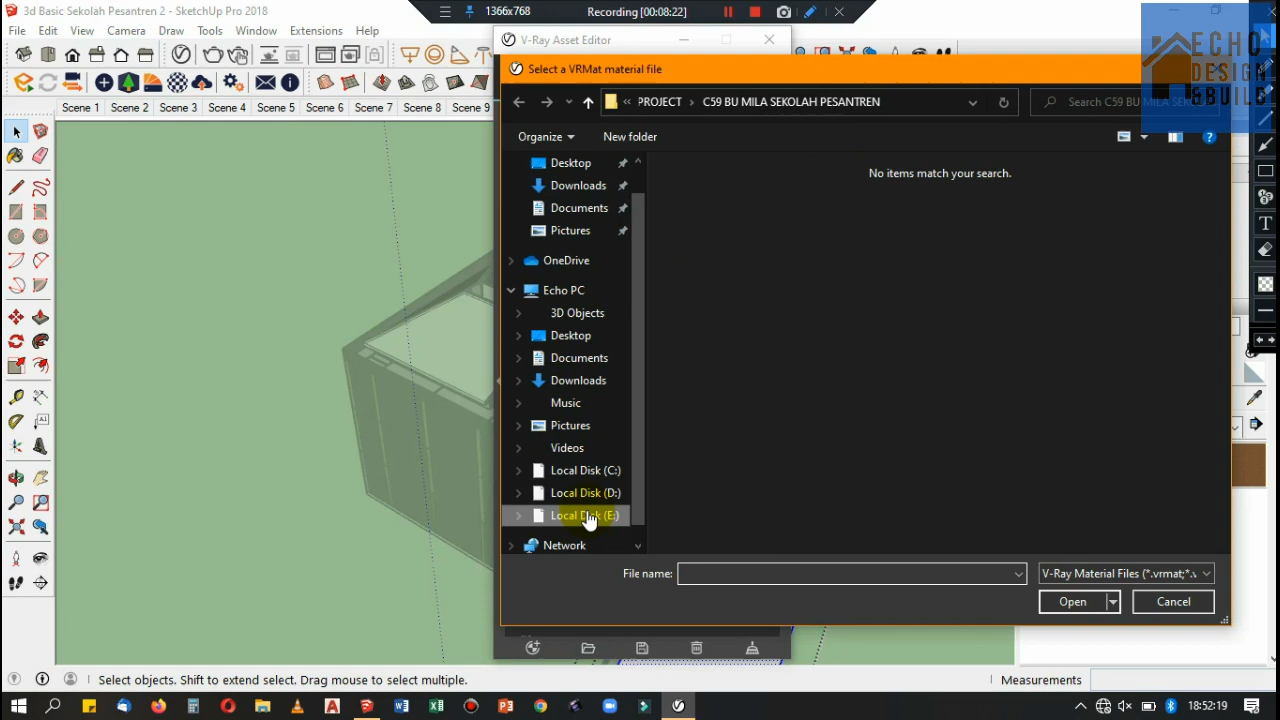 3d Basic Sekolah Pesantren 2 - SketchUp Pro 2018
1366x768
Recording [00:08:22]
File Edit View Camera Draw Tools Window Extensions Help
V-Ray Asset Editor
ECHO
DESIGN
&BUILD
Select a VRMat material file
PROJECT › C59 BU MILA SEKOLAH PESANTREN
Search C59 BU MILA
Scene 1 Scene 2 Scene 3 Scene 4 Scene 5 Scene 6 Scene 7 Scene 8 Scene 9
Organize New folder
Desktop
Downloads
Documents
Pictures
OneDrive
Echo PC
3D Objects
Desktop
Documents
Downloads
Music
Pictures
Videos
Local Disk (C:)
Local Disk (D:)
Local Disk (E:)
Network
No items match your search.
File name:
V-Ray Material Files (*.vrmat;*.v
Open Cancel
Select objects. Shift to extend select. Drag mouse to select multiple.
Measurements
18:52:19